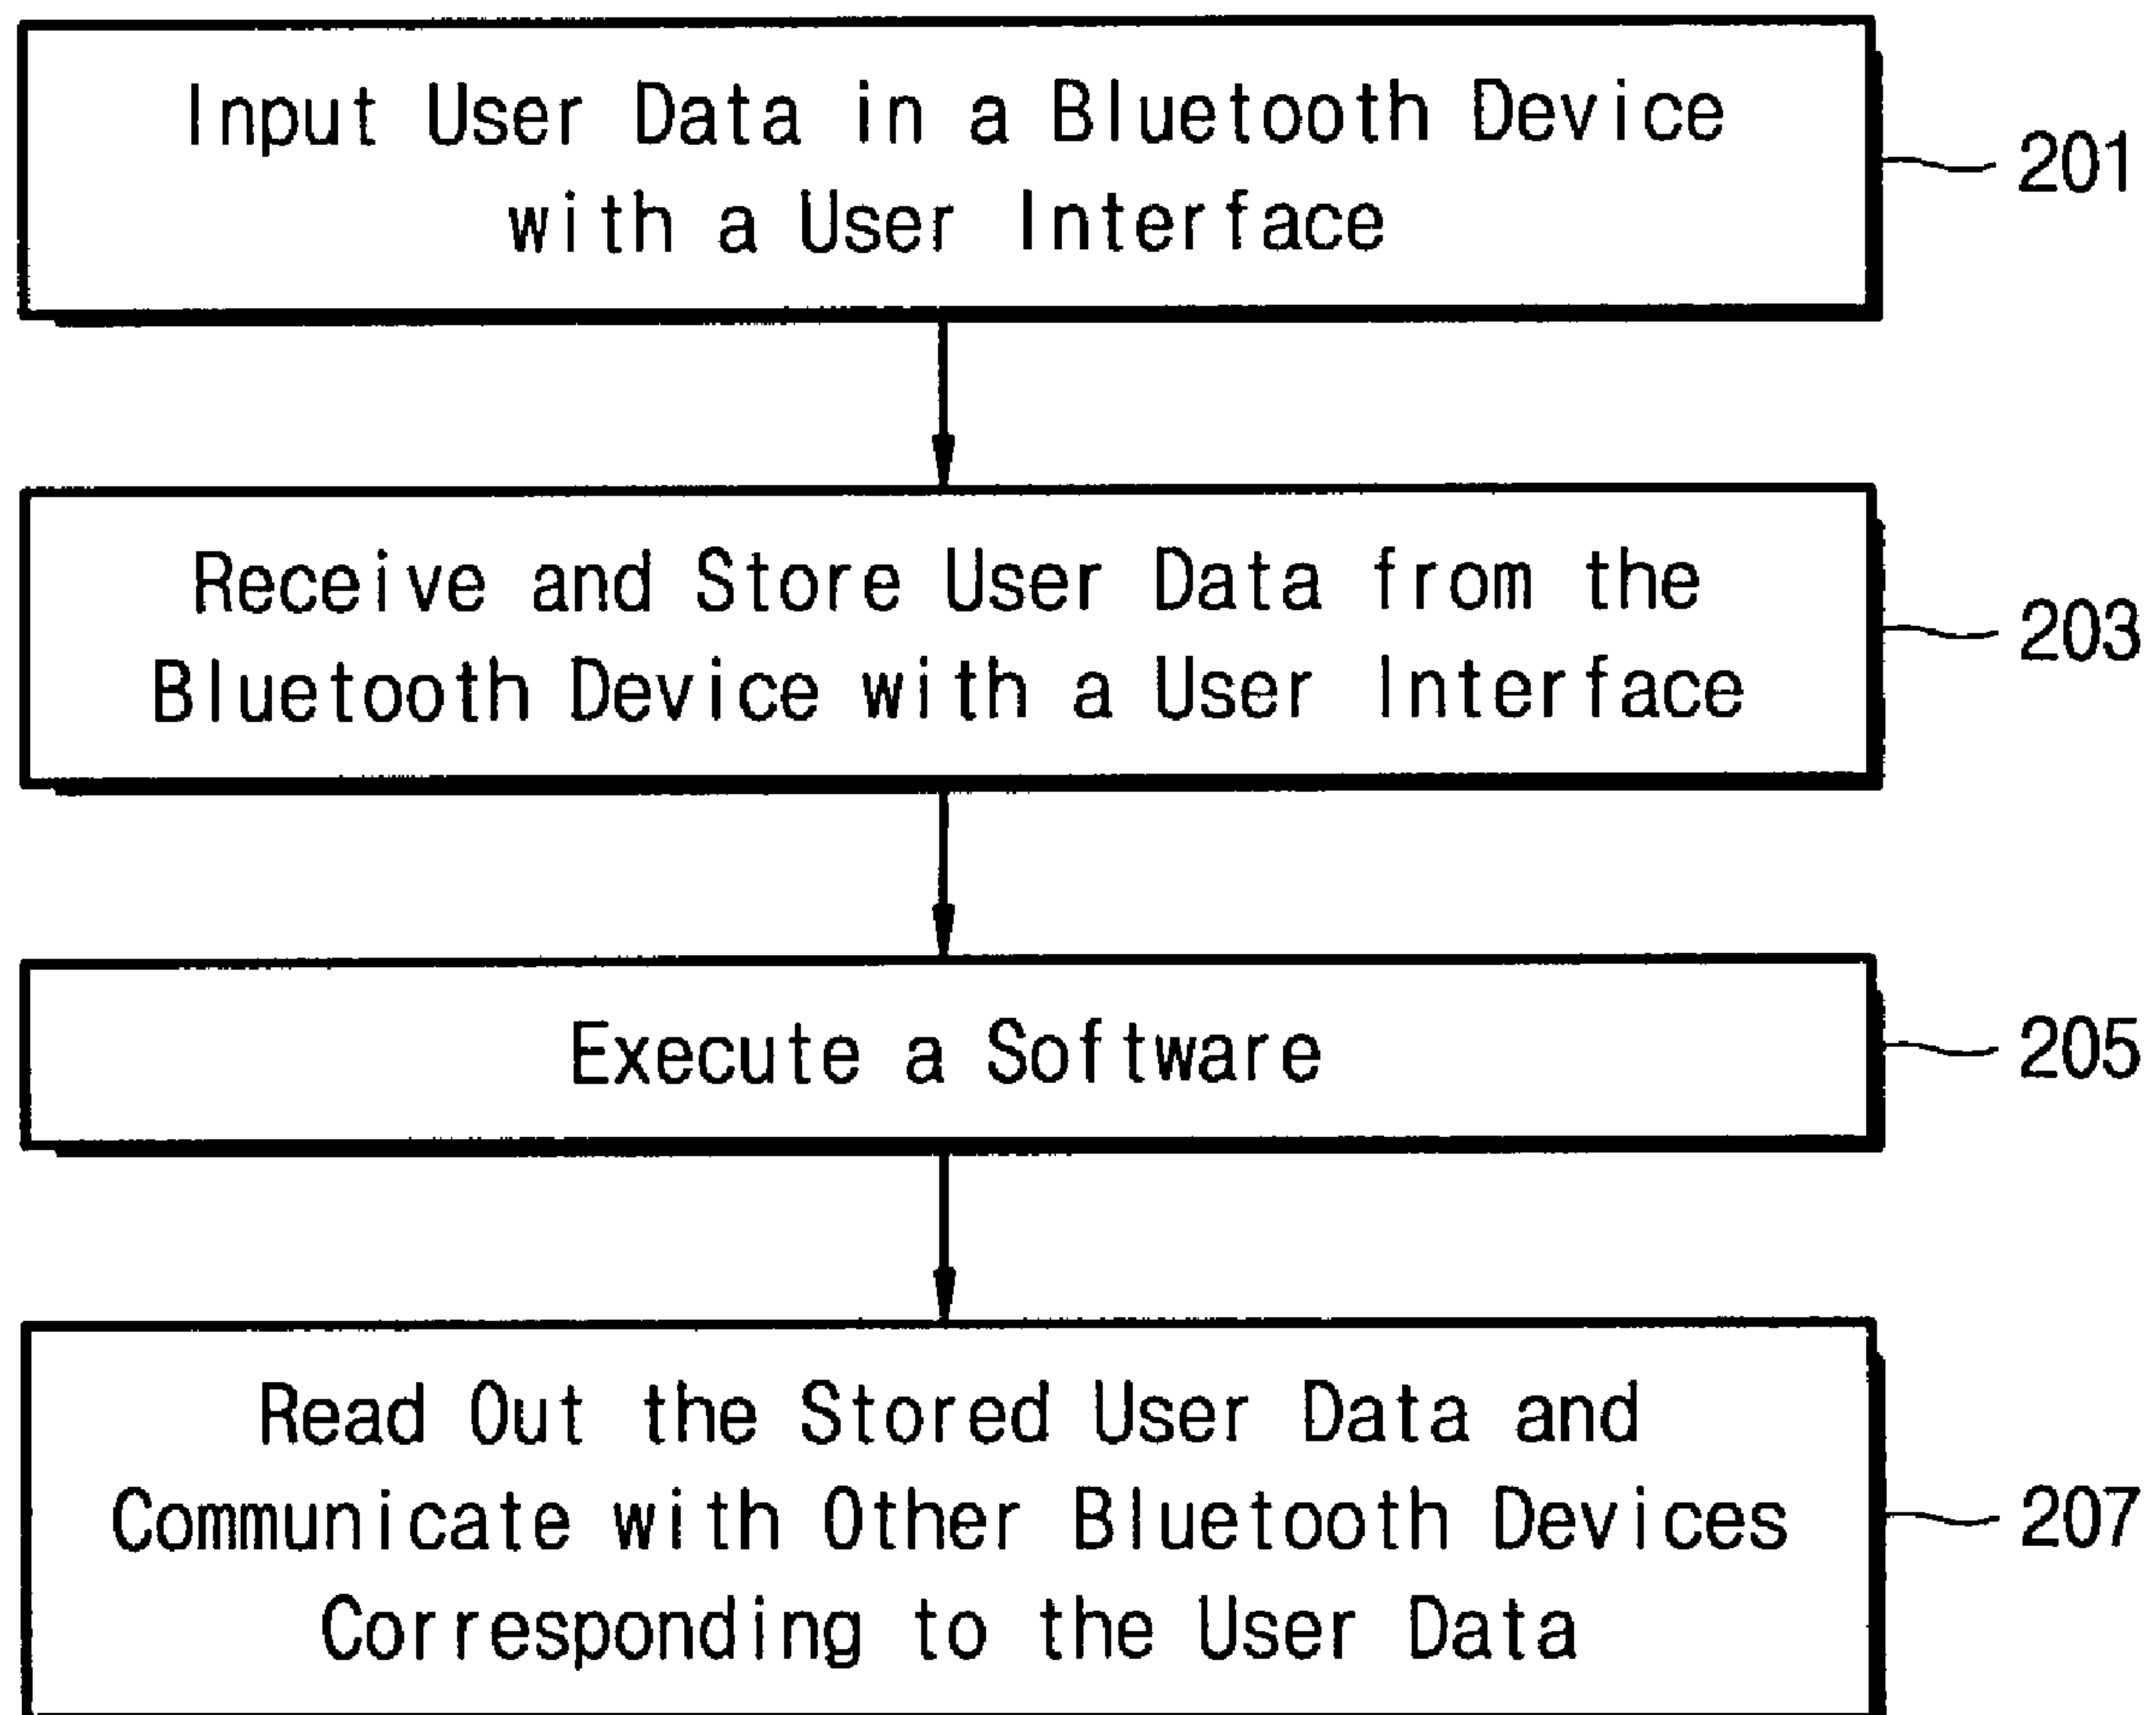 Input User Data in a Bluetooth Device
with a User Interface
201
Receive and Store User Data from the
Bluetooth Device with a User Interface
203
Execute a Software
205
Read Out the Stored User Data and
Communicate with Other Bluetooth Devices
Corresponding to the User Data
207